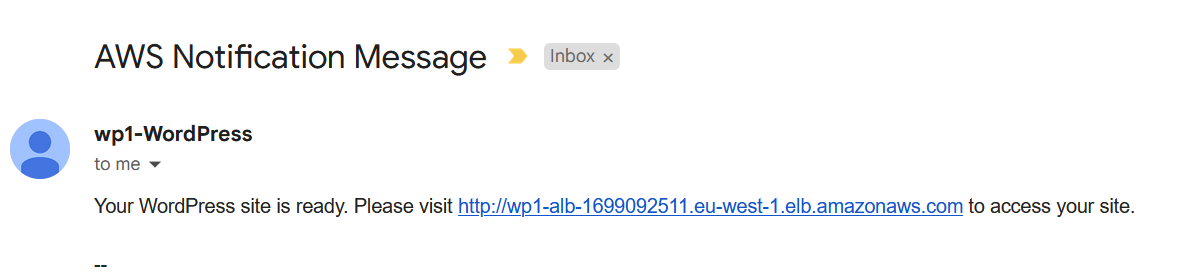 AWS Notification Message Inbox ×
wp1-WordPress
to me
Your WordPress site is ready. Please visit http://wp1-alb-1699092511.eu-west-1.elb.amazonaws.com to access your site.
--